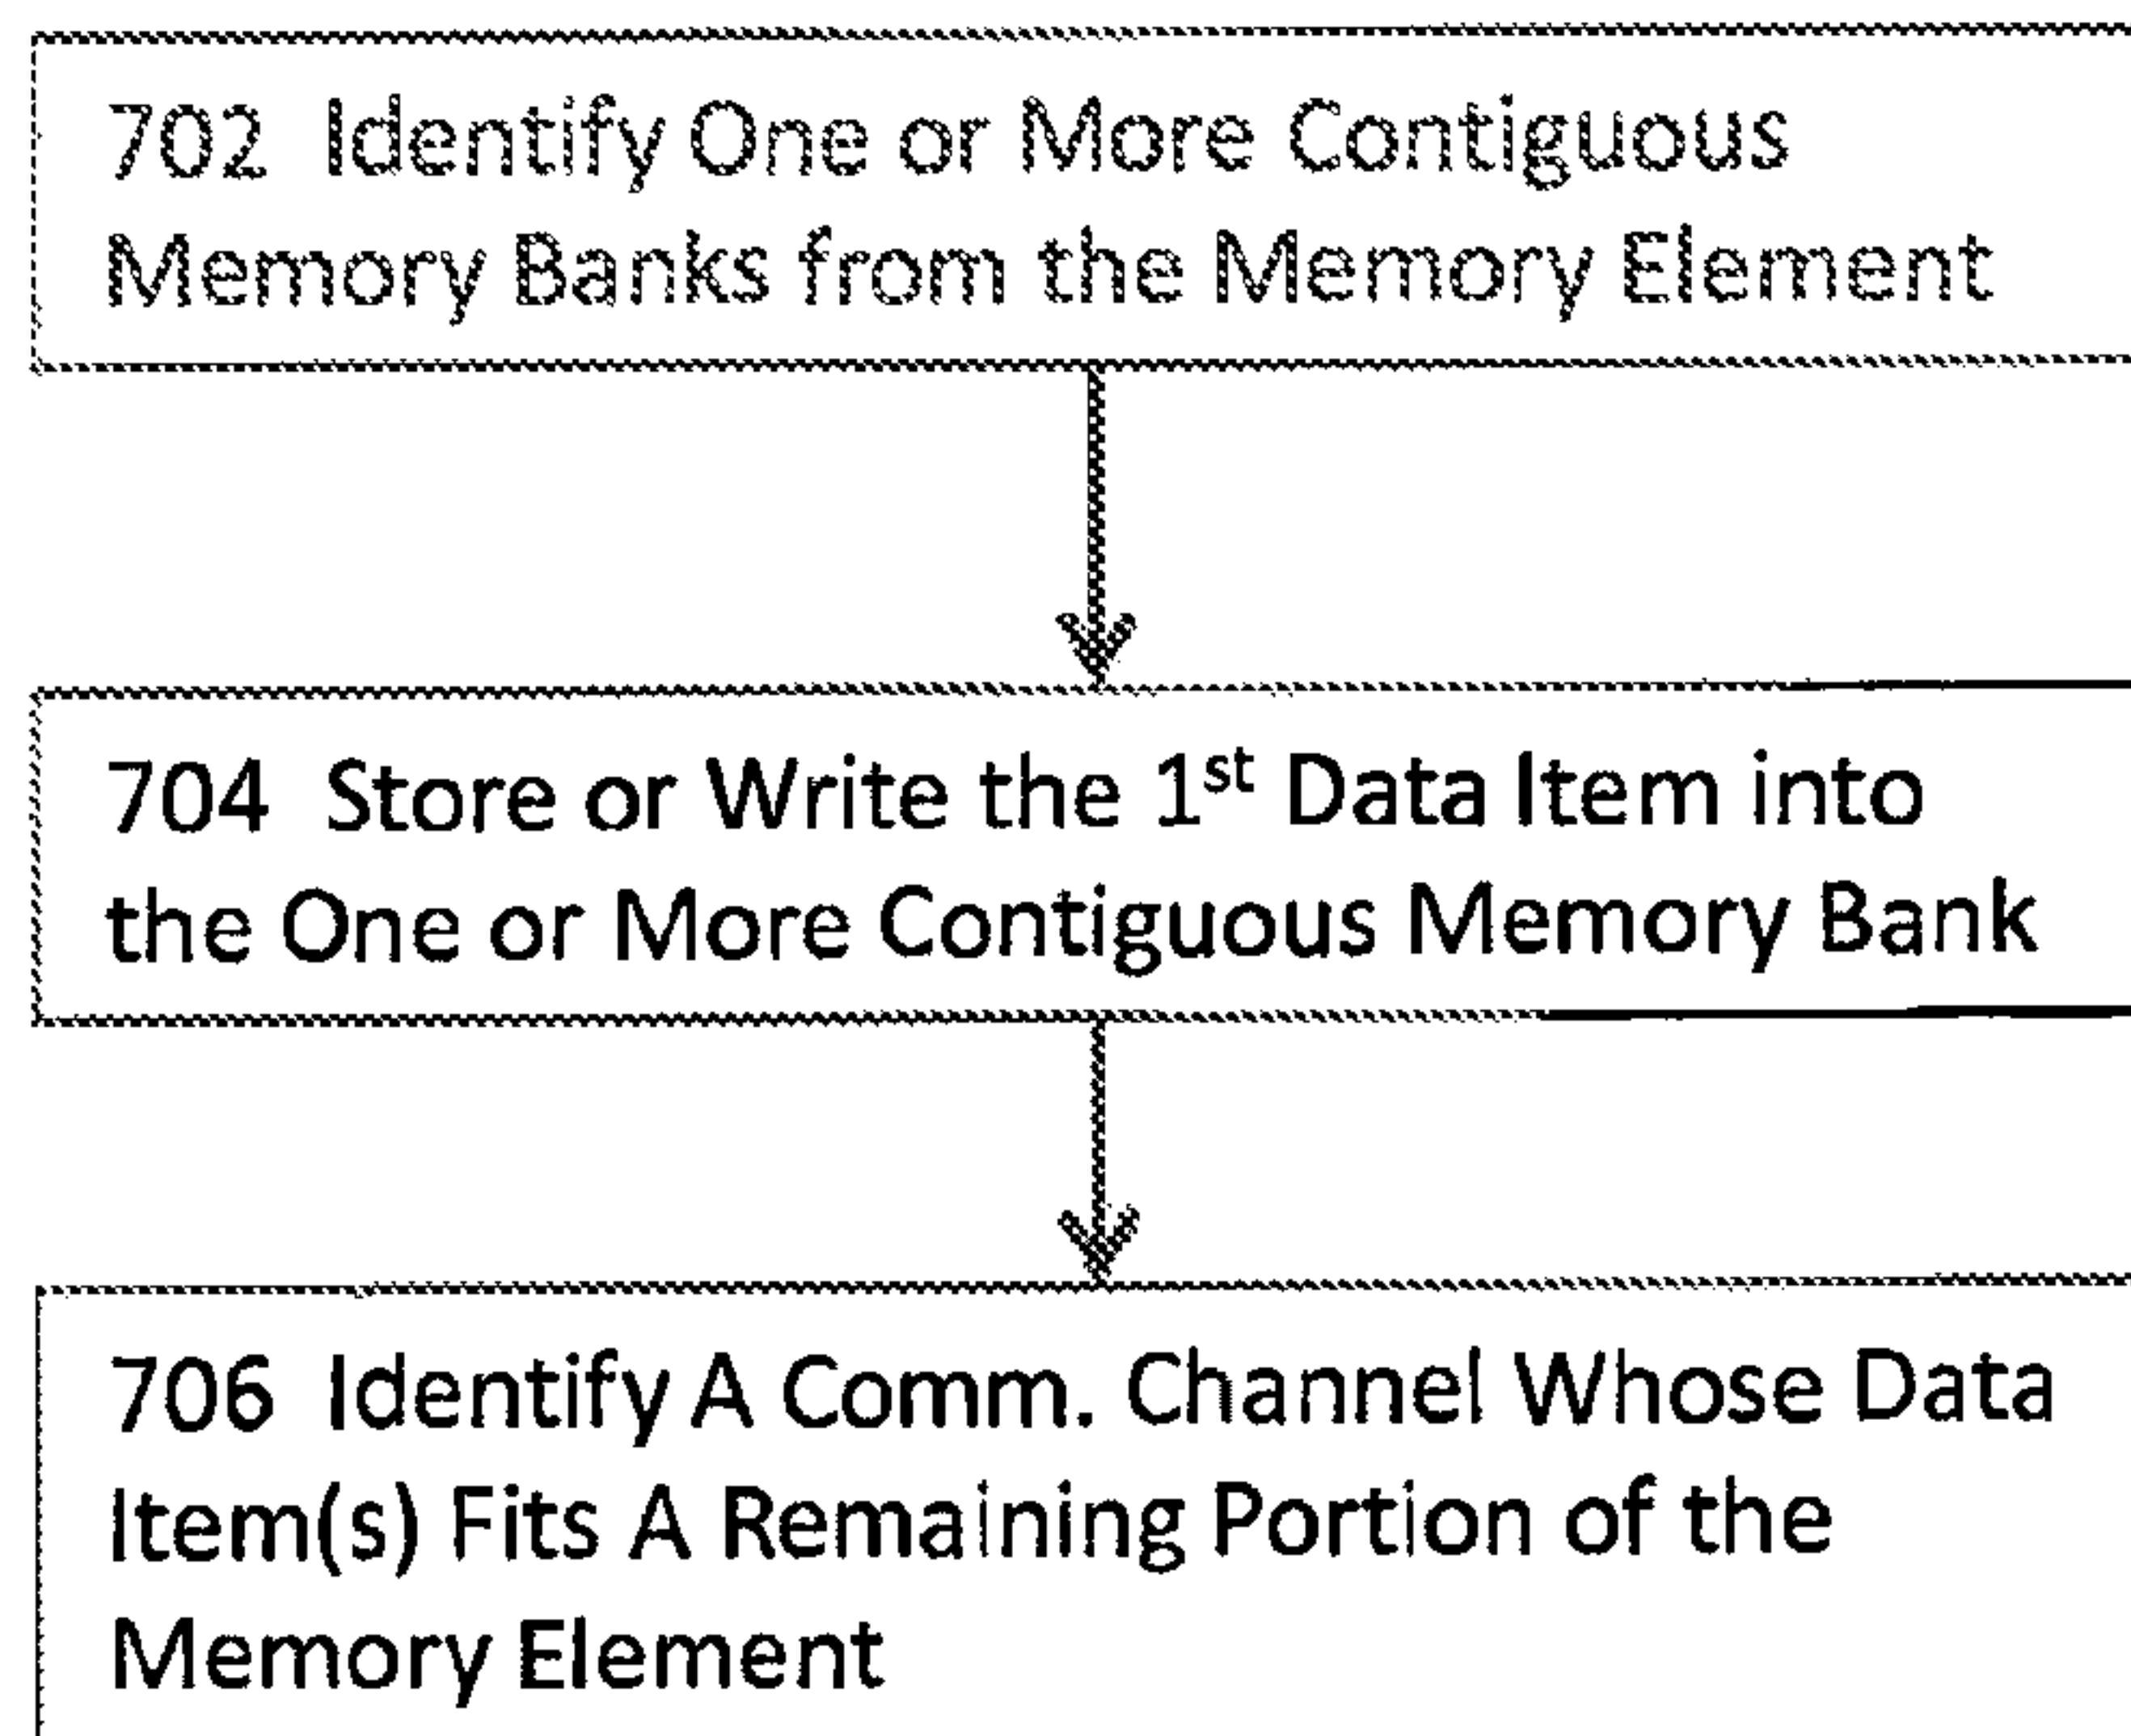 702 Identify One or More Contiguous
Memory Banks from the Memory Element
704 Store or Write the 1st Data Item into
the One or More Contiguous Memory Bank
706 Identify A Comm. Channel Whose Data
Item(s) Fits A Remaining Portion of the
Memory Element